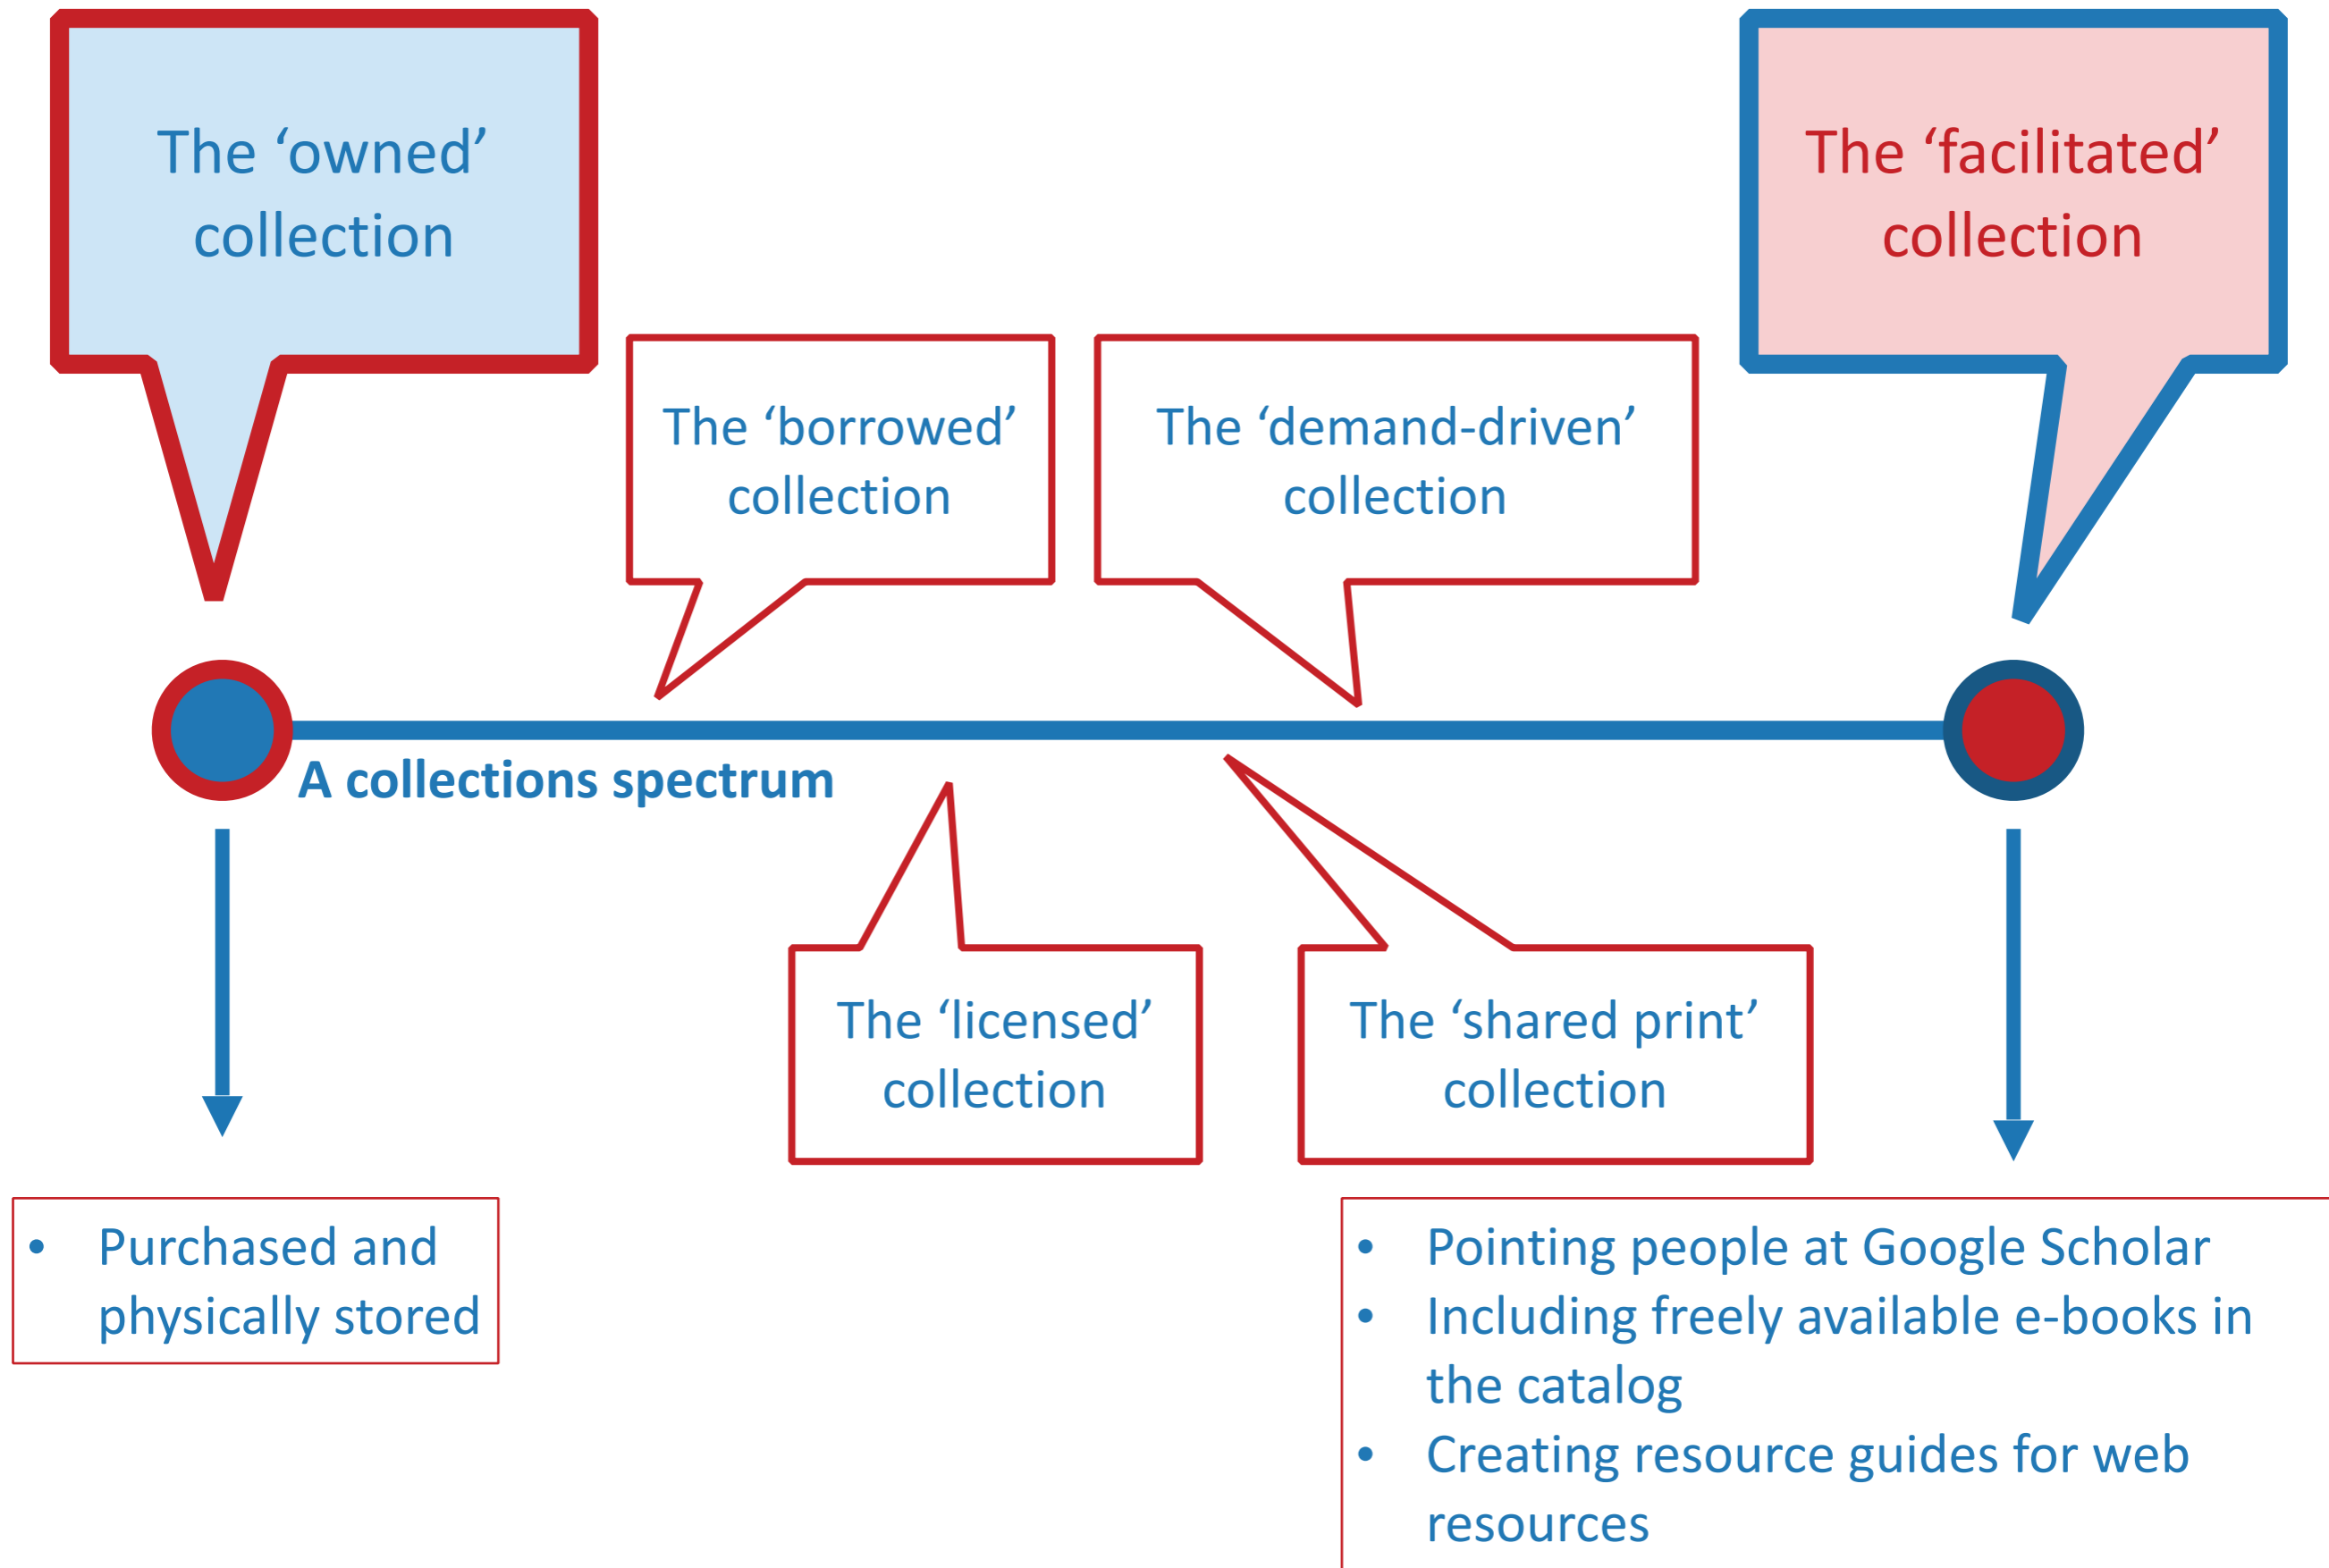 The ‘owned’
collection
The ‘facilitated’
collection
The ‘borrowed’
collection
The ‘demand-driven’
collection
A collections spectrum
The ‘licensed’
collection
The ‘shared print’
collection
• Purchased and
physically stored
• Pointing people at Google Scholar
• Including freely available e-books in
the catalog
• Creating resource guides for web
resources